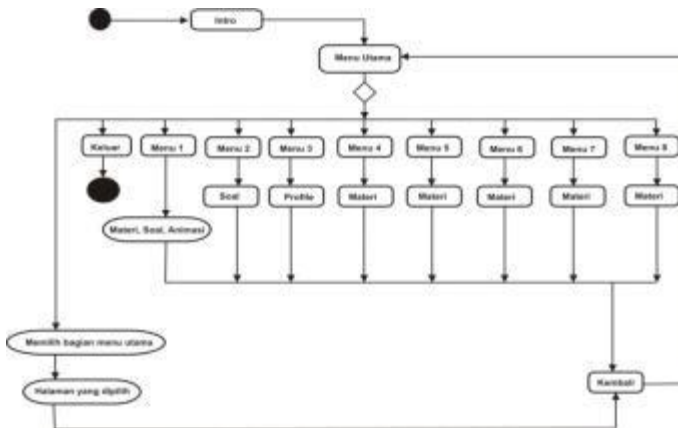 Intro
Menu Utama
Keluar
Menu 1
Menu 2
Menu 3
Menu 4
Menu 5
Menu 6
Menu 7
Menu 8
Soal
Profile
Materi
Materi
Materi
Materi
Materi
Materi, Soal, Animasi
Memilih bagian menu utama
Halaman yang dipilih
Kembali